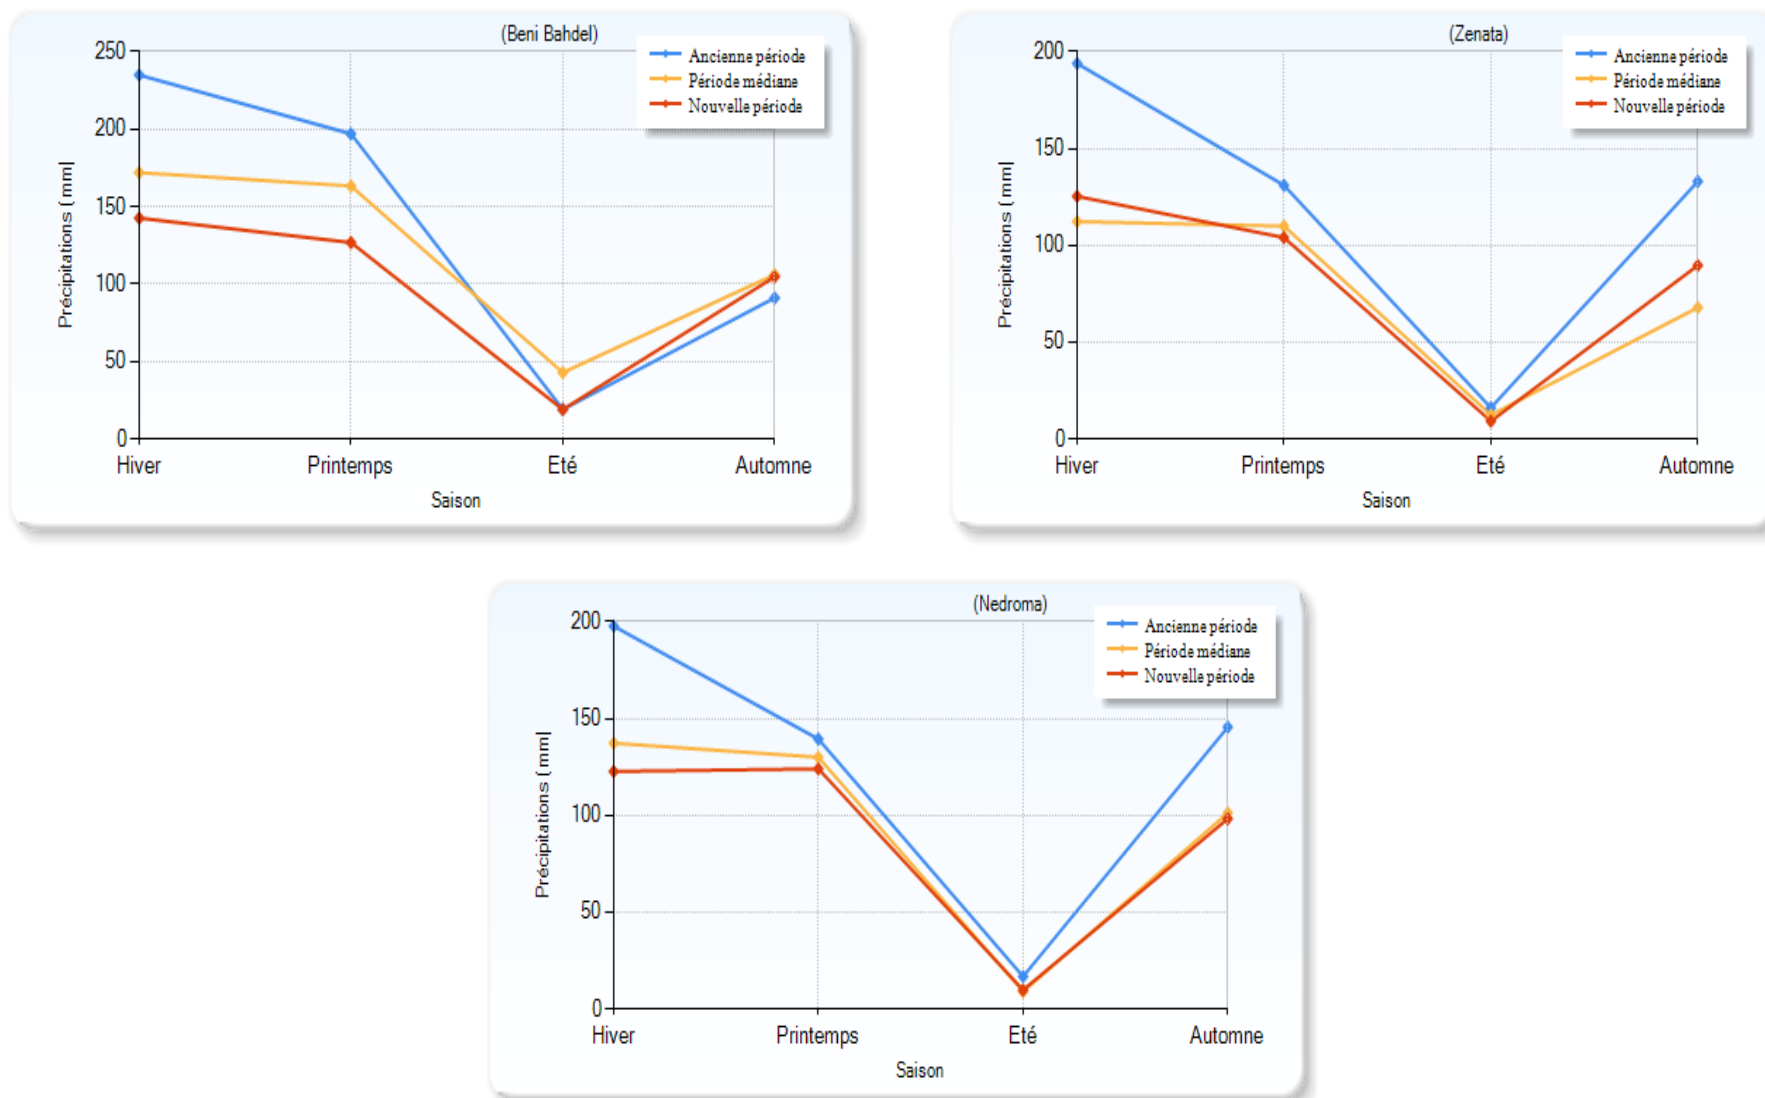 (Beni Bahdel)
Ancienne période
Période médiane
Nouvelle période
250
200
150
100
50
0
Précipitations ( mm|
Hiver
Printemps
Eté
Automne
Saison
(Zenata)
Ancienne période
Période médiane
Nouvelle période
200
150
100
50
0
Précipitations ( mm|
Hiver
Printemps
Eté
Automne
Saison
(Nedroma)
Ancienne période
Période médiane
Nouvelle période
200
150
100
50
0
Précipitations ( mm|
Hiver
Printemps
Eté
Automne
Saison